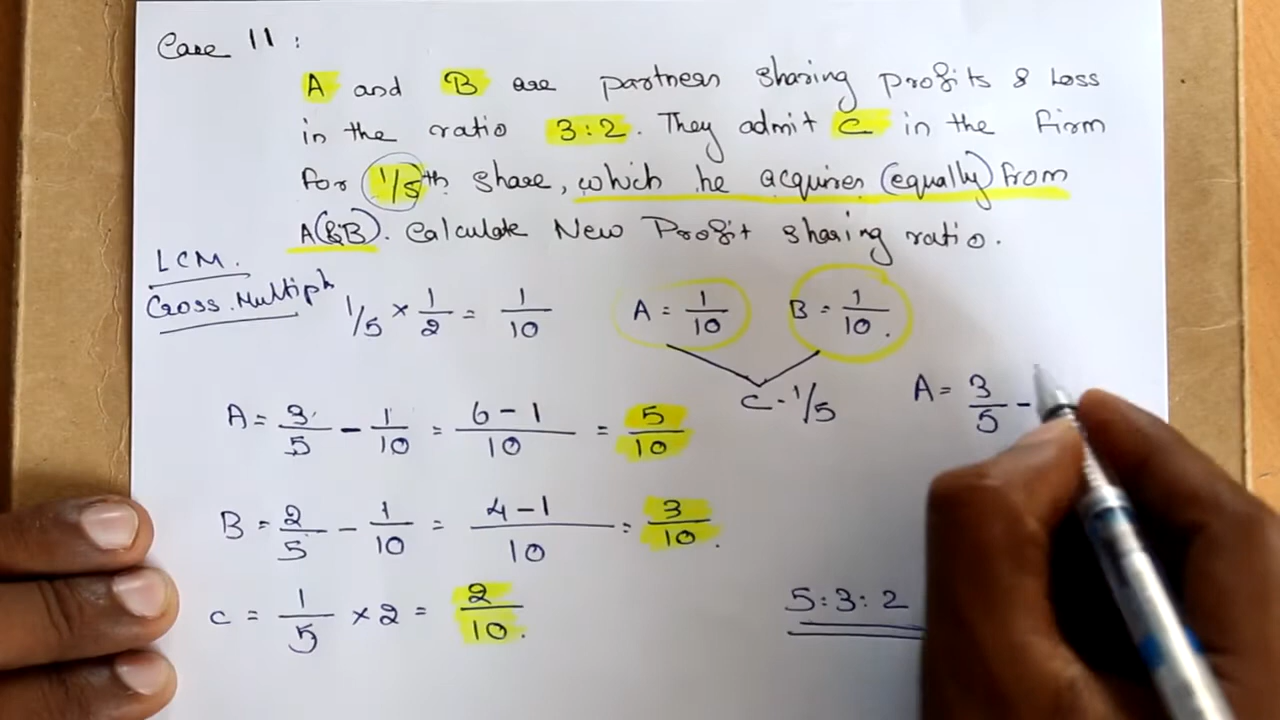 Case 11 :
A and B are partners sharing profits & Loss
in the ratio 3:2. They admit C in the Firm
For 1/5th share, which he acquires (equally) from
A(&B). Calculate New Profit sharing ratio.
LCM.
Cross. Multiply
1/5 × 1/2 = 1/10 A = 1/10 B = 1/10.
C - 1/5
A = 3/5 - 1/10 = 6-1/10 = 5/10
A = 3/5 -
B = 2/5 - 1/10 = 4-1/10 = 3/10.
C = 1/5 × 2 = 2/10.
5:3:2